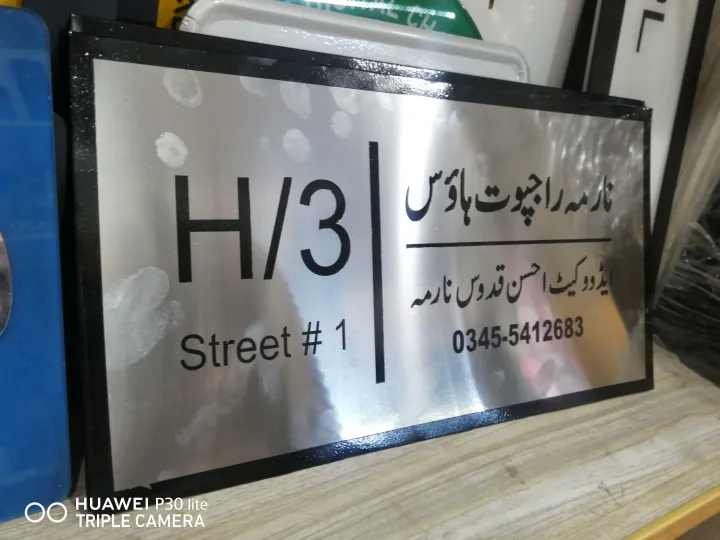 H/3
Street # 1
نارمہ راجپوت ہاؤس
ایڈووکیٹ احسن قدوس نارمہ
0345-5412683
HUAWEI P30 lite
TRIPLE CAMERA